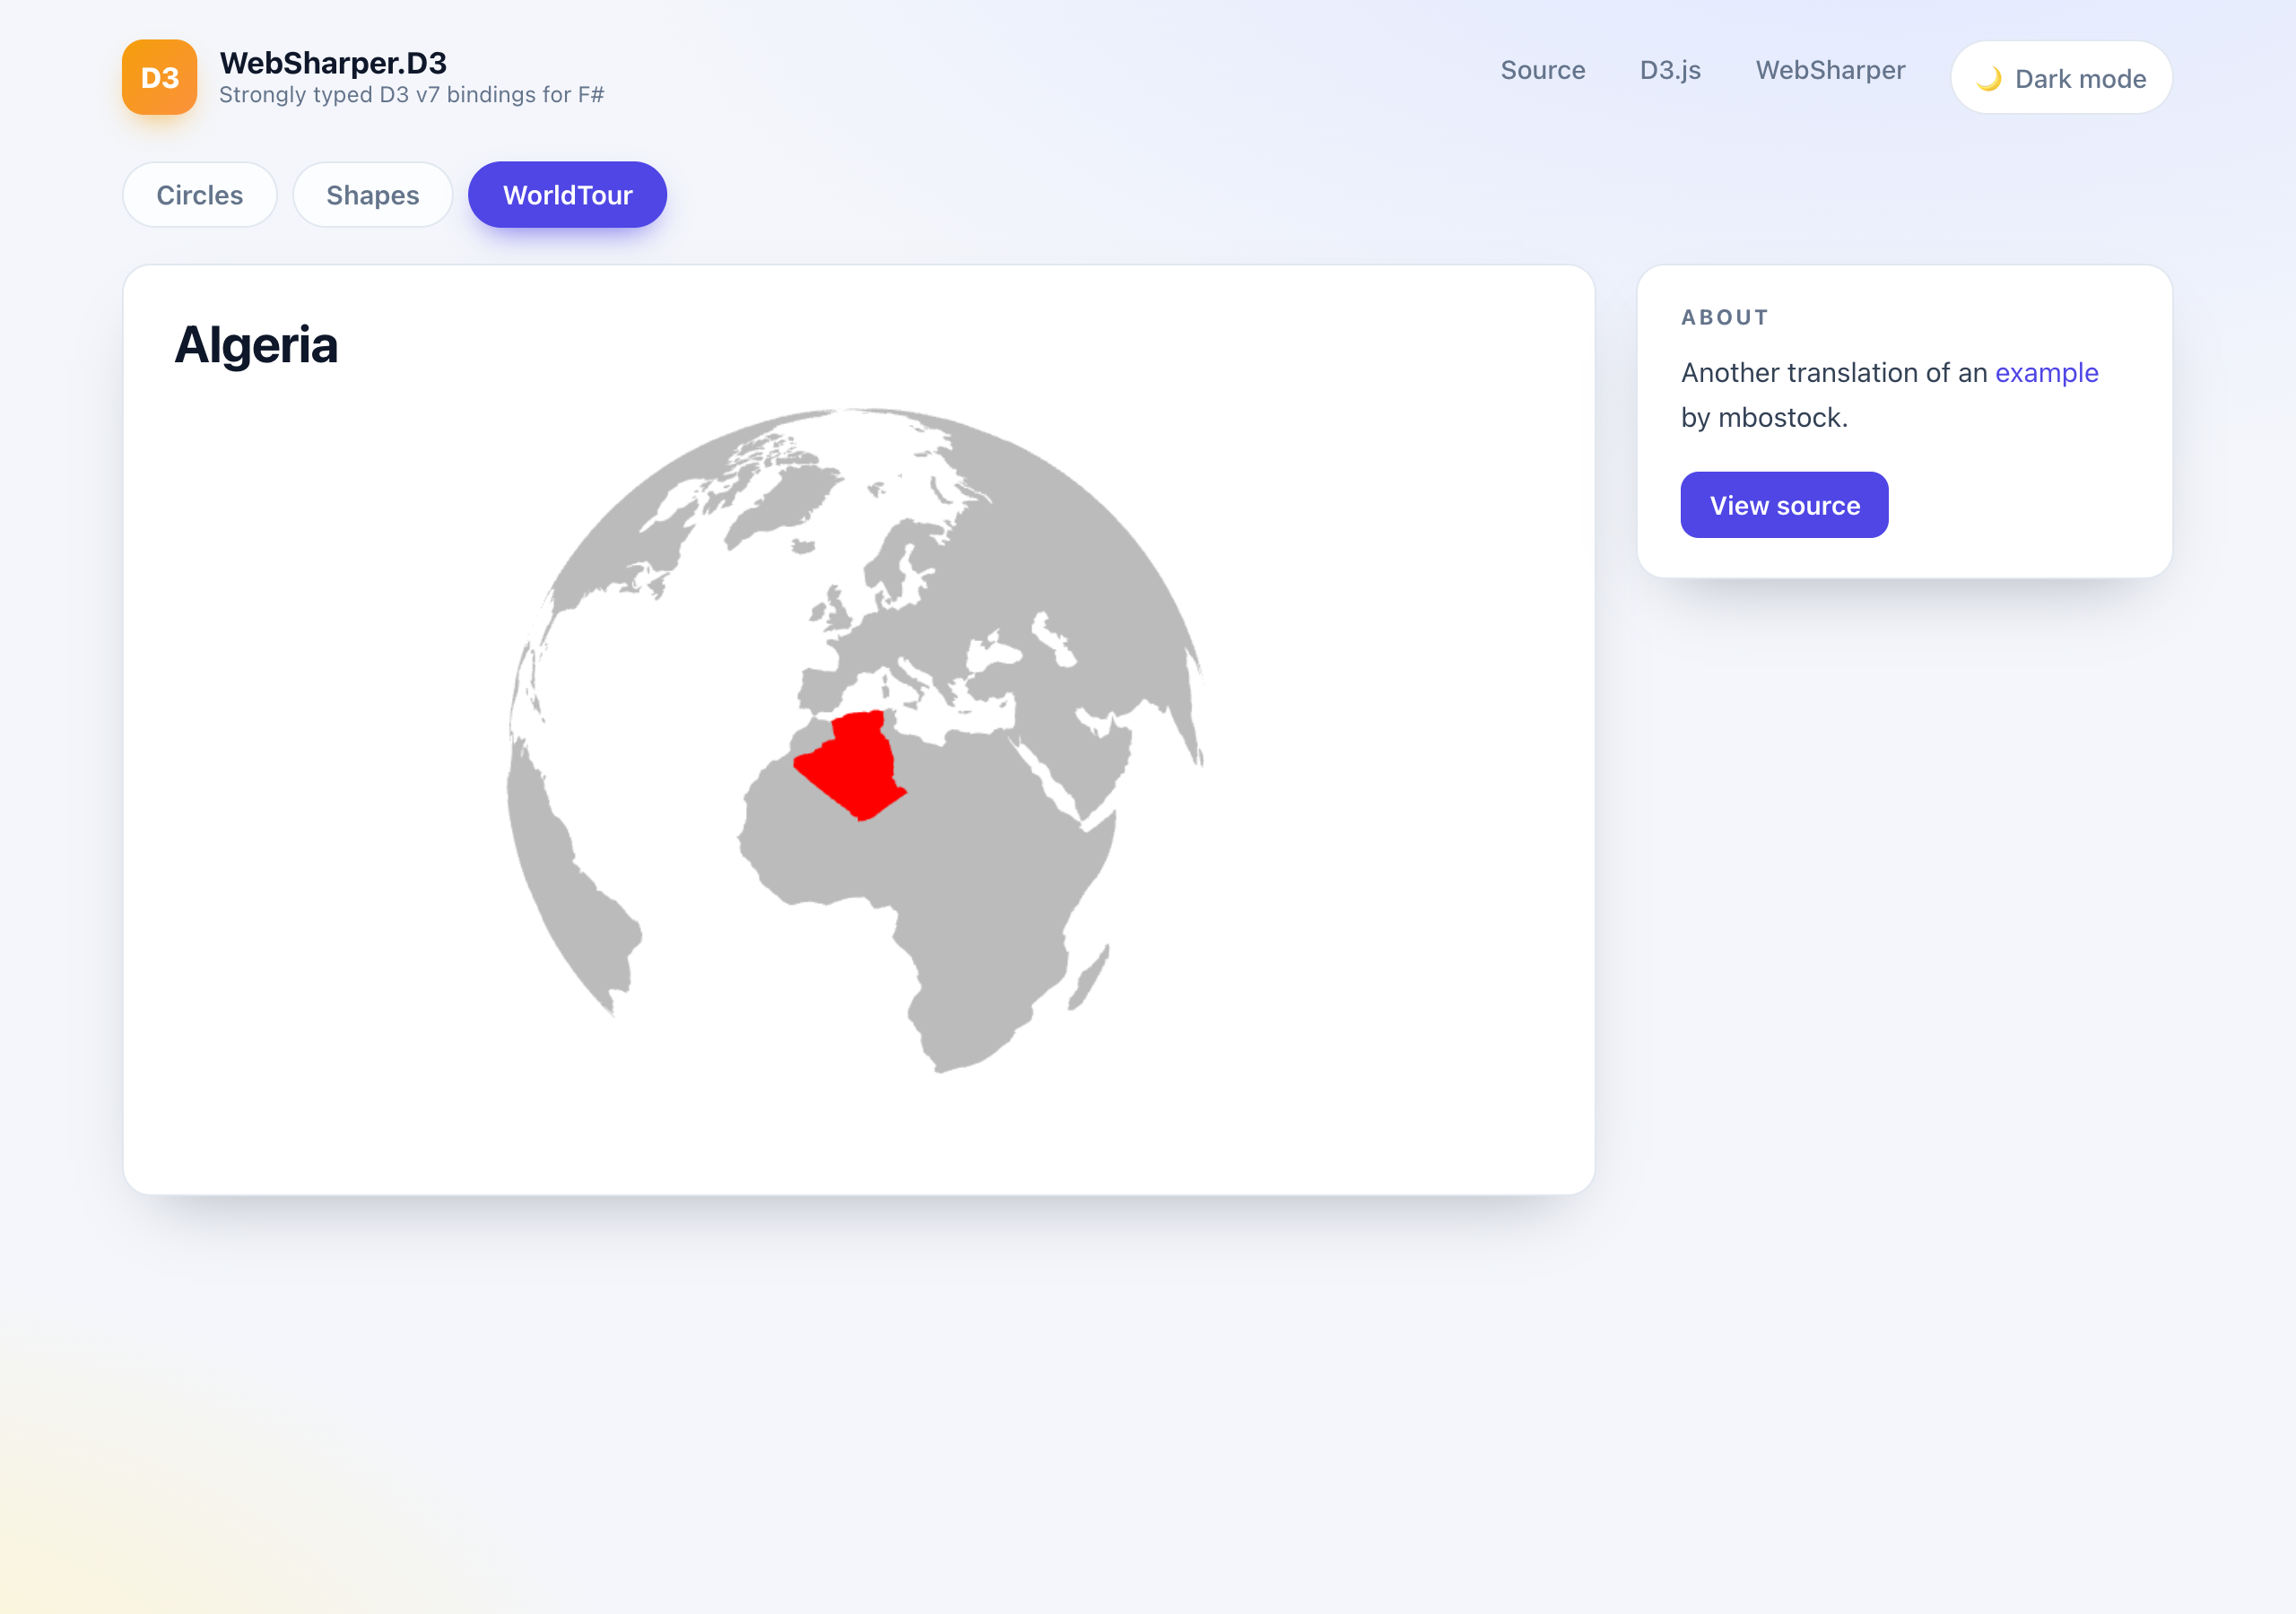 D3
WebSharper.D3
Strongly typed D3 v7 bindings for F#
Source
D3.js
WebSharper
🌙 Dark mode
Circles
Shapes
WorldTour
Algeria
ABOUT
Another translation of an example
by mbostock.
View source